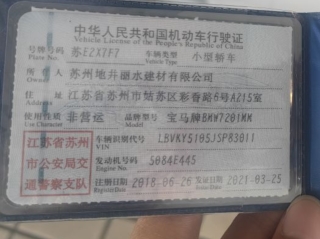 中华人民共和国机动车行驶证
Vehicle License of the People's Republic of China
号牌号码 苏E2X7F7 车辆类型 小型轿车
Plate No. Vehicle Type
所有人 苏州地井源水建材有限公司
Owner
住址 江苏省苏州市姑苏区彩香路6号A215室
Address
使用性质 非营运 品牌型号 宝马牌BMW7201MM
Use Character Model
江苏省苏州
市公安局交
通警察支队
车辆识别代号 LBVKY5105JSP83011
VIN
发动机号码 5084E445
Engine No.
注册日期 2018-06-26 发证日期 2021-03-25
Register Date Issue Date